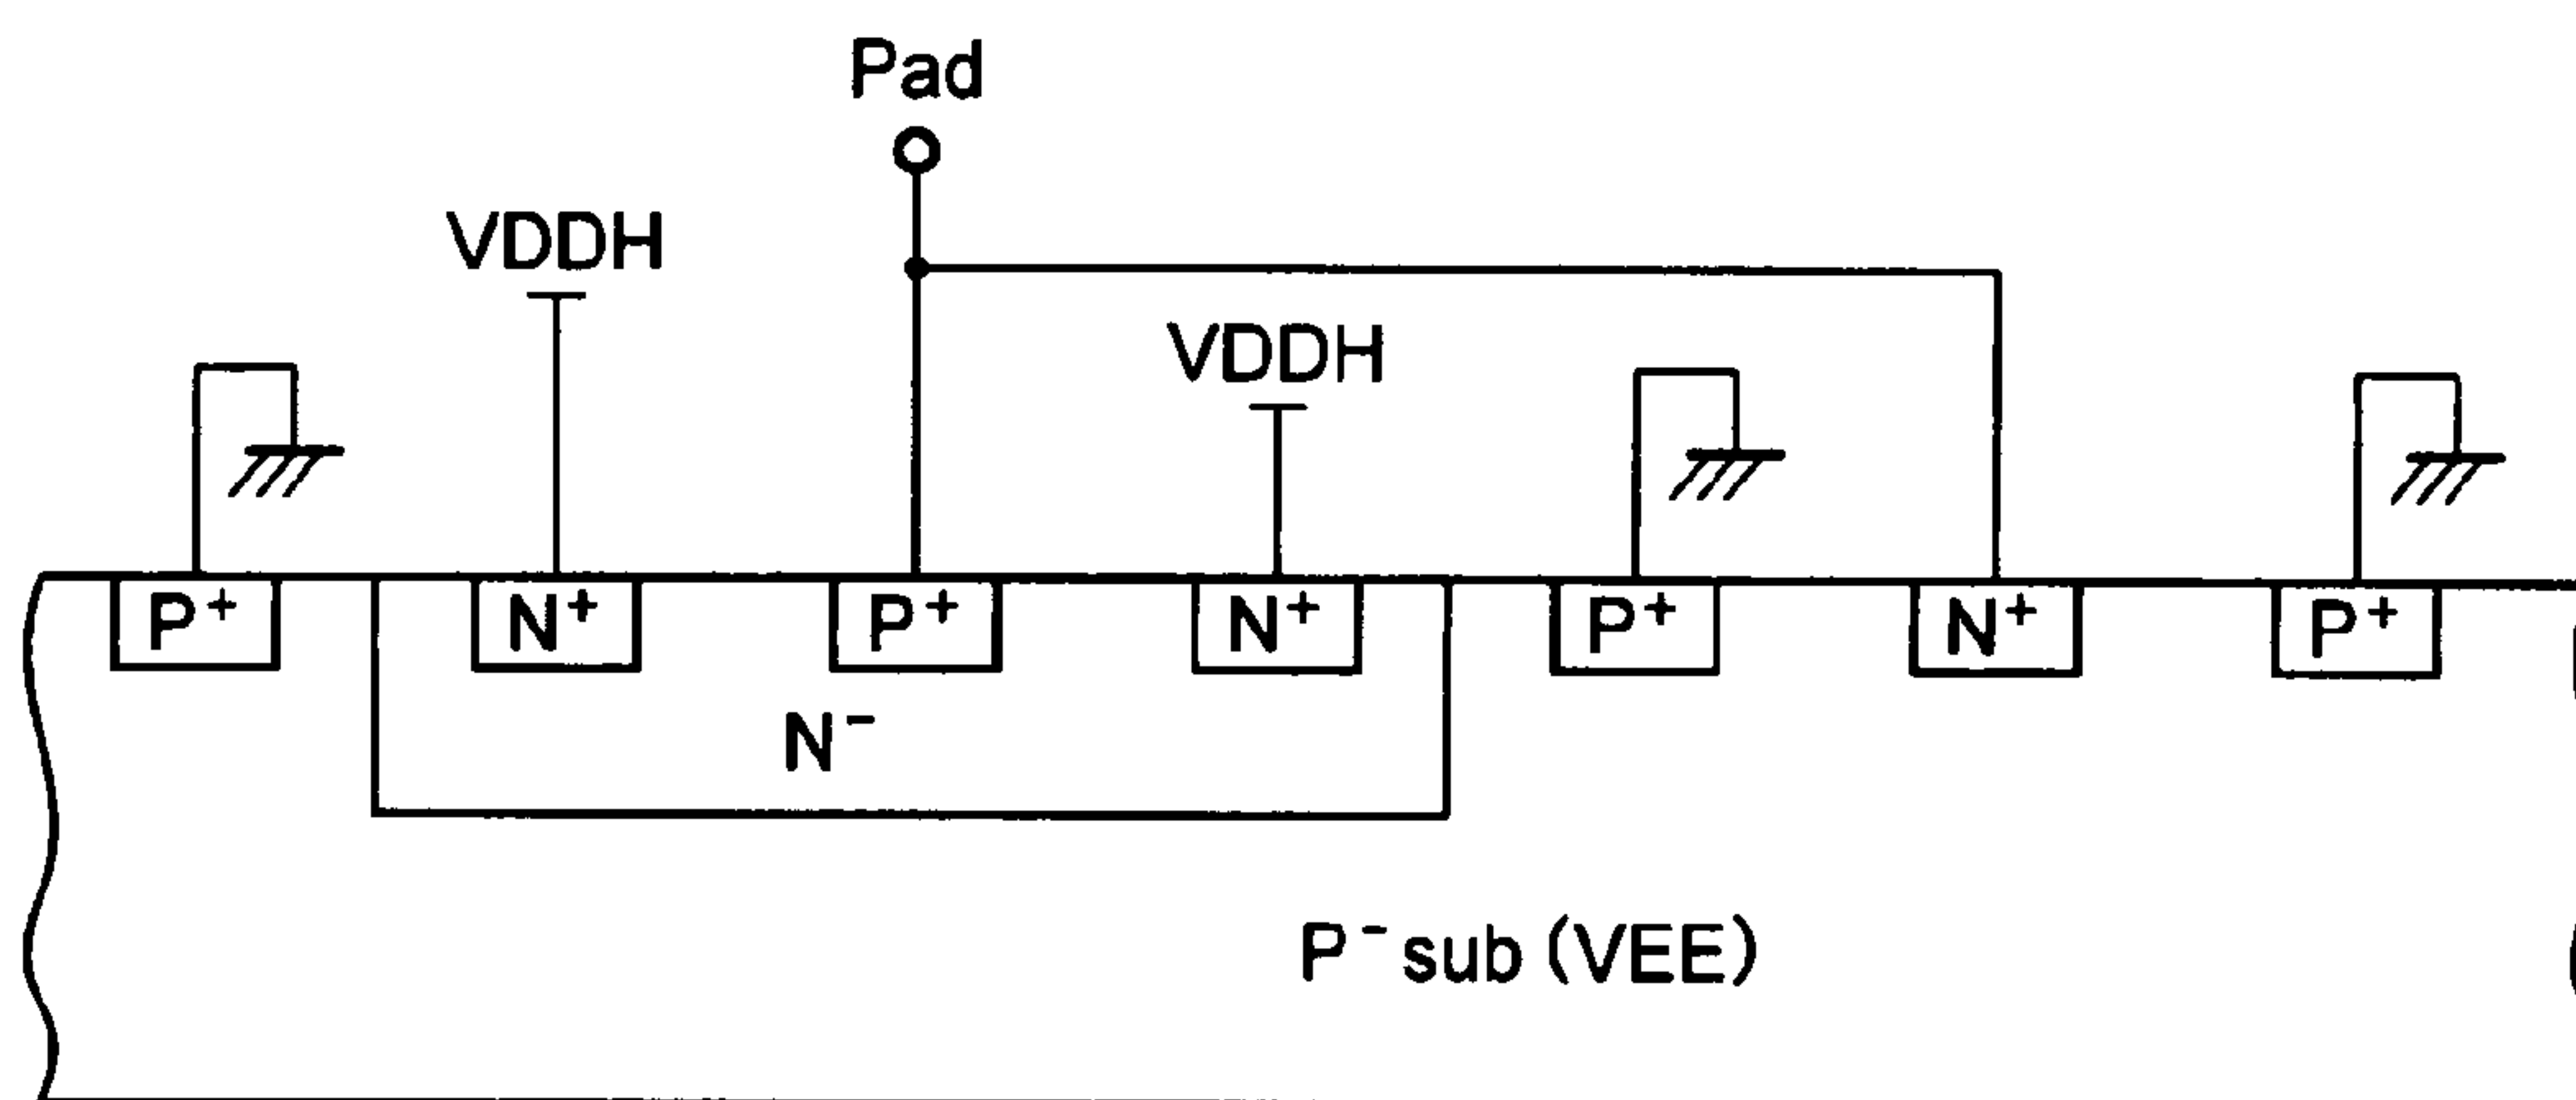 Pad
VDDH
VDDH
P⁺ N⁺ P⁺ N⁺ P⁺ N⁺ P⁺
N⁻
P⁻sub (VEE)